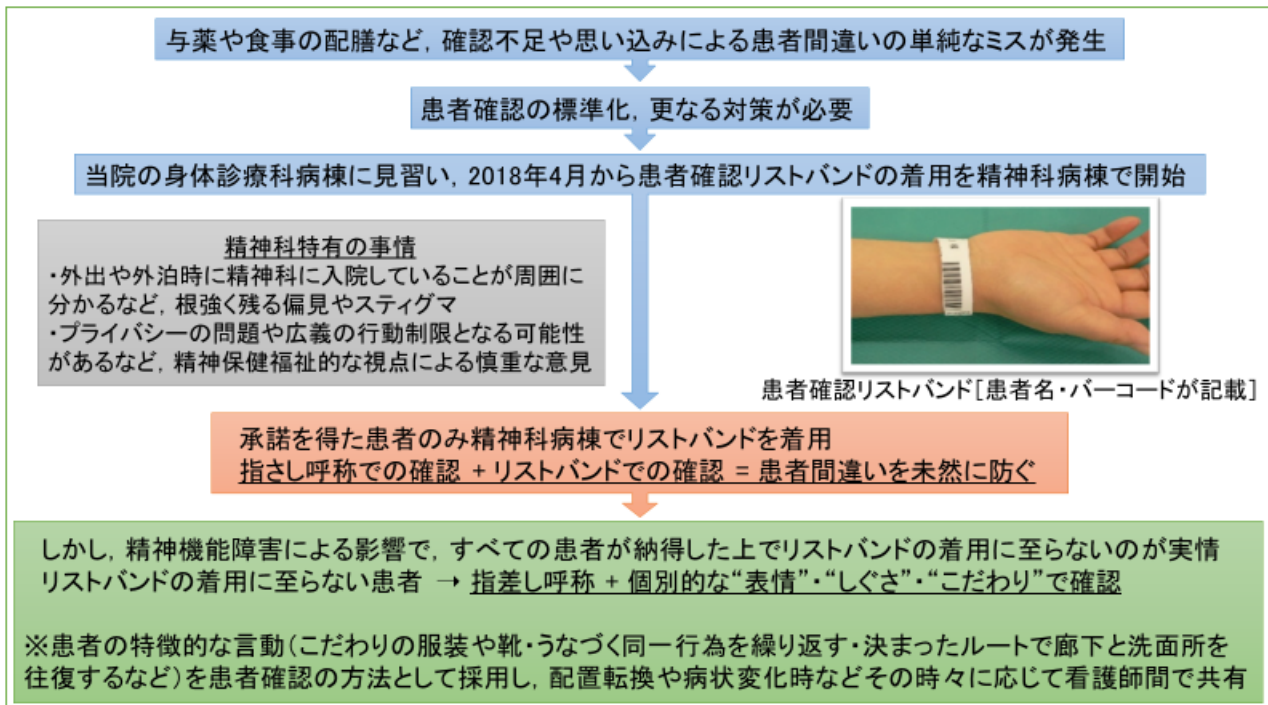 与薬や食事の配膳など，確認不足や思い込みによる患者間違いの単純なミスが発生
患者確認の標準化，更なる対策が必要
当院の身体診療科病棟に見習い，2018年4月から患者確認リストバンドの着用を精神科病棟で開始
精神科特有の事情
・外出や外泊時に精神科に入院していることが周囲に
分かるなど，根強く残る偏見やスティグマ
・プライバシーの問題や広義の行動制限となる可能性
があるなど，精神保健福祉的な視点による慎重な意見
患者確認リストバンド［患者名・バーコードが記載］
承諾を得た患者のみ精神科病棟でリストバンドを着用
指さし呼称での確認 + リストバンドでの確認 = 患者間違いを未然に防ぐ
しかし，精神機能障害による影響で，すべての患者が納得した上でリストバンドの着用に至らないのが実情
リストバンドの着用に至らない患者 → 指差し呼称 + 個別的な“表情”・“しぐさ”・“こだわり”で確認
※患者の特徴的な言動（こだわりの服装や靴・うなづく同一行為を繰り返す・決まったルートで廊下と洗面所を
往復するなど）を患者確認の方法として採用し，配置転換や病状変化時などその時々に応じて看護師間で共有